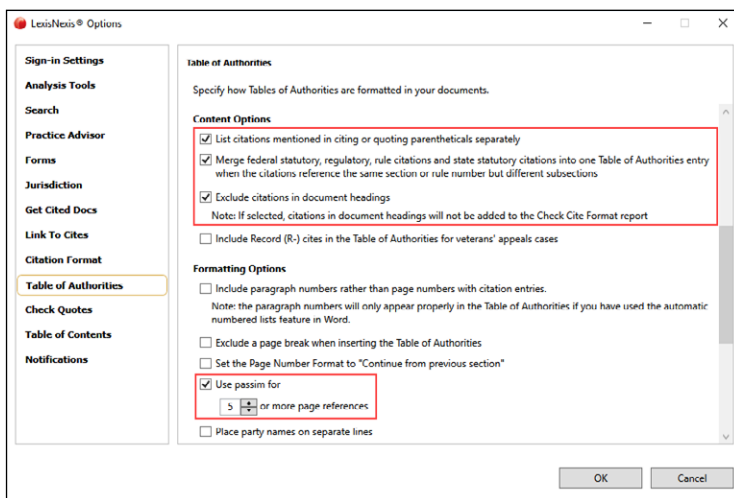 LexisNexis® Options
Sign-in Settings
Analysis Tools
Search
Practice Advisor
Forms
Jurisdiction
Get Cited Docs
Link To Cites
Citation Format
Table of Authorities
Check Quotes
Table of Contents
Notifications
Table of Authorities
Specify how Tables of Authorities are formatted in your documents.
Content Options
List citations mentioned in citing or quoting parentheticals separately
Merge federal statutory, regulatory, rule citations and state statutory citations into one Table of Authorities entry
when the citations reference the same section or rule number but different subsections
Exclude citations in document headings
Note: If selected, citations in document headings will not be added to the Check Cite Format report
Include Record (R-) cites in the Table of Authorities for veterans' appeals cases
Formatting Options
Include paragraph numbers rather than page numbers with citation entries.
Note: the paragraph numbers will only appear properly in the Table of Authorities if you have used the automatic
numbered lists feature in Word.
Exclude a page break when inserting the Table of Authorities
Set the Page Number Format to "Continue from previous section"
Use passim for
5 or more page references
Place party names on separate lines
OK
Cancel